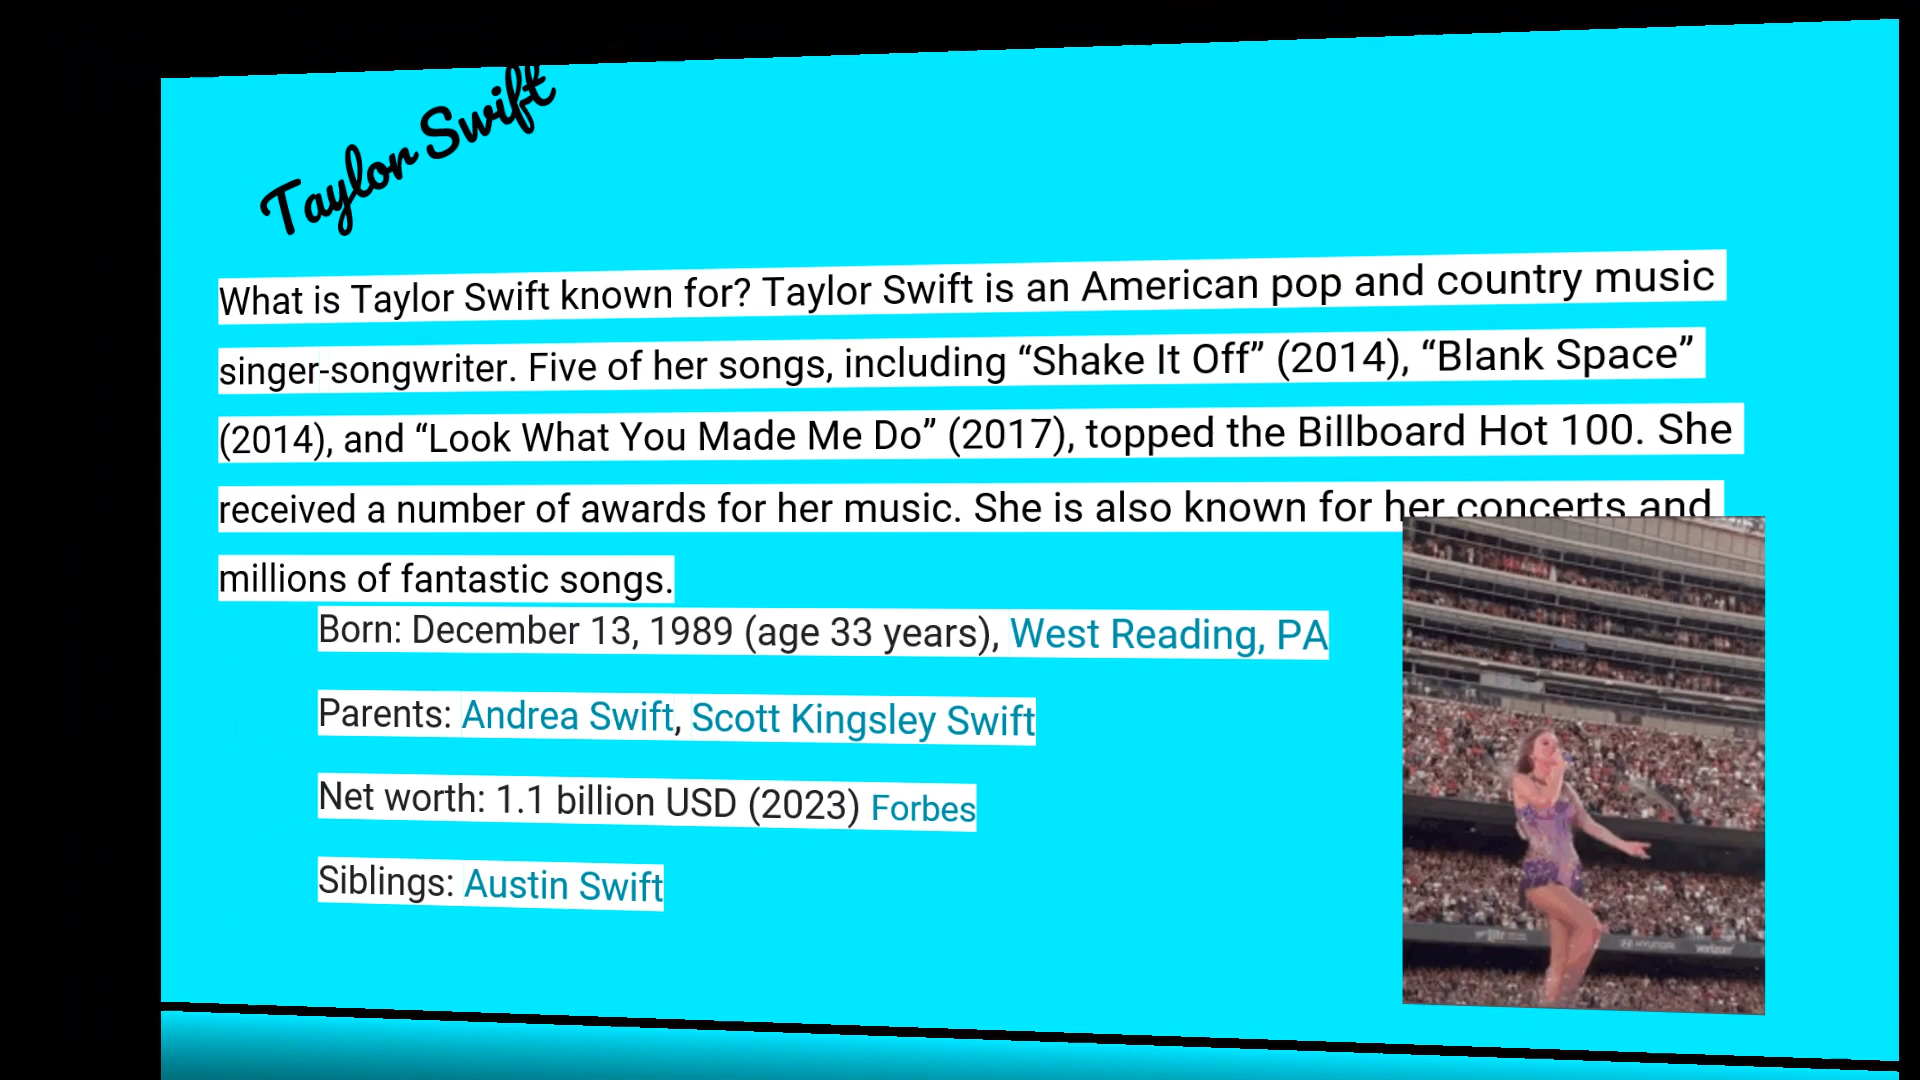 Taylor Swift
What is Taylor Swift known for? Taylor Swift is an American pop and country music
singer-songwriter. Five of her songs, including “Shake It Off” (2014), “Blank Space”
(2014), and “Look What You Made Me Do” (2017), topped the Billboard Hot 100. She
received a number of awards for her music. She is also known for her concerts and
millions of fantastic songs.
Born: December 13, 1989 (age 33 years), West Reading, PA
Parents: Andrea Swift, Scott Kingsley Swift
Net worth: 1.1 billion USD (2023) Forbes
Siblings: Austin Swift
HYUNDAI verizon